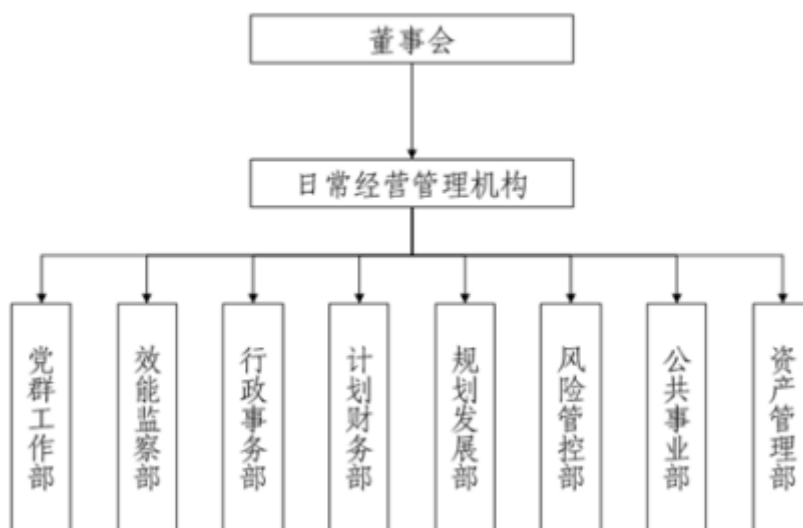 董事会
日常经营管理机构
党群工作部
效能监察部
行政事务部
计划财务部
规划发展部
风险管控部
公共事业部
资产管理部